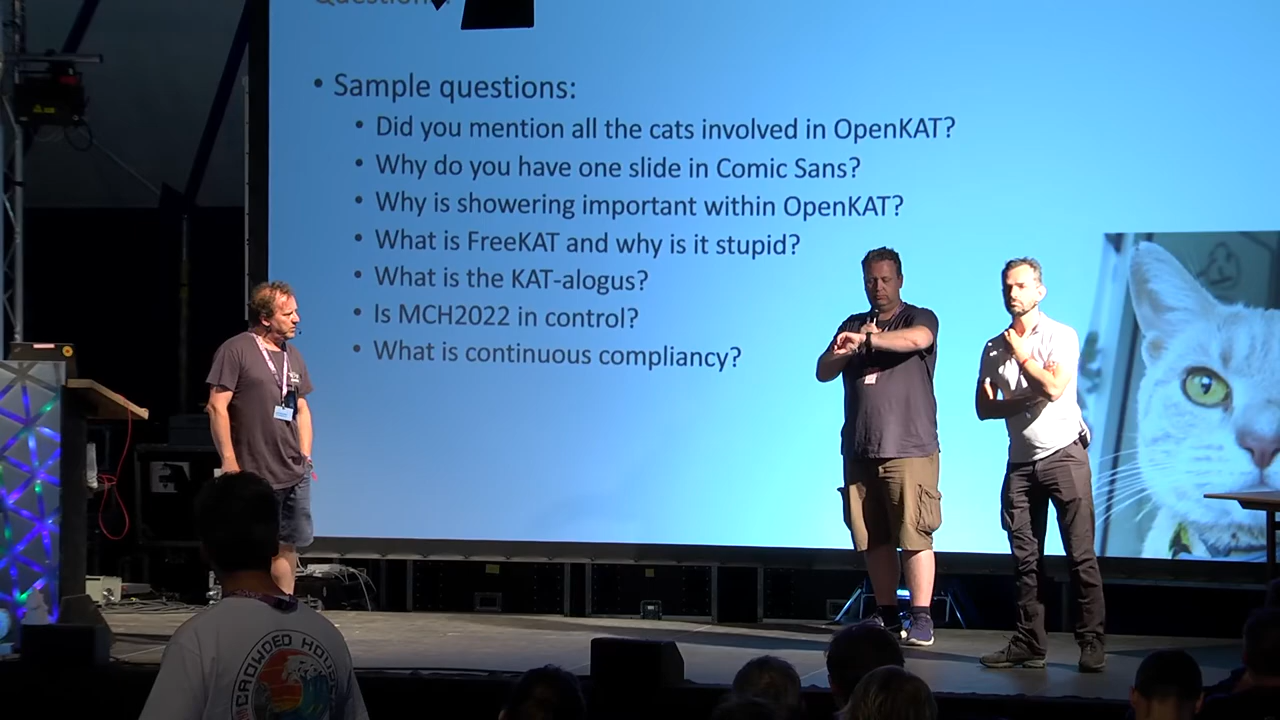 Question
• Sample questions:
• Did you mention all the cats involved in OpenKAT?
• Why do you have one slide in Comic Sans?
• Why is showering important within OpenKAT?
• What is FreeKAT and why is it stupid?
• What is the KAT-alogus?
• Is MCH2022 in control?
• What is continuous compliancy?
CROWDED HOU